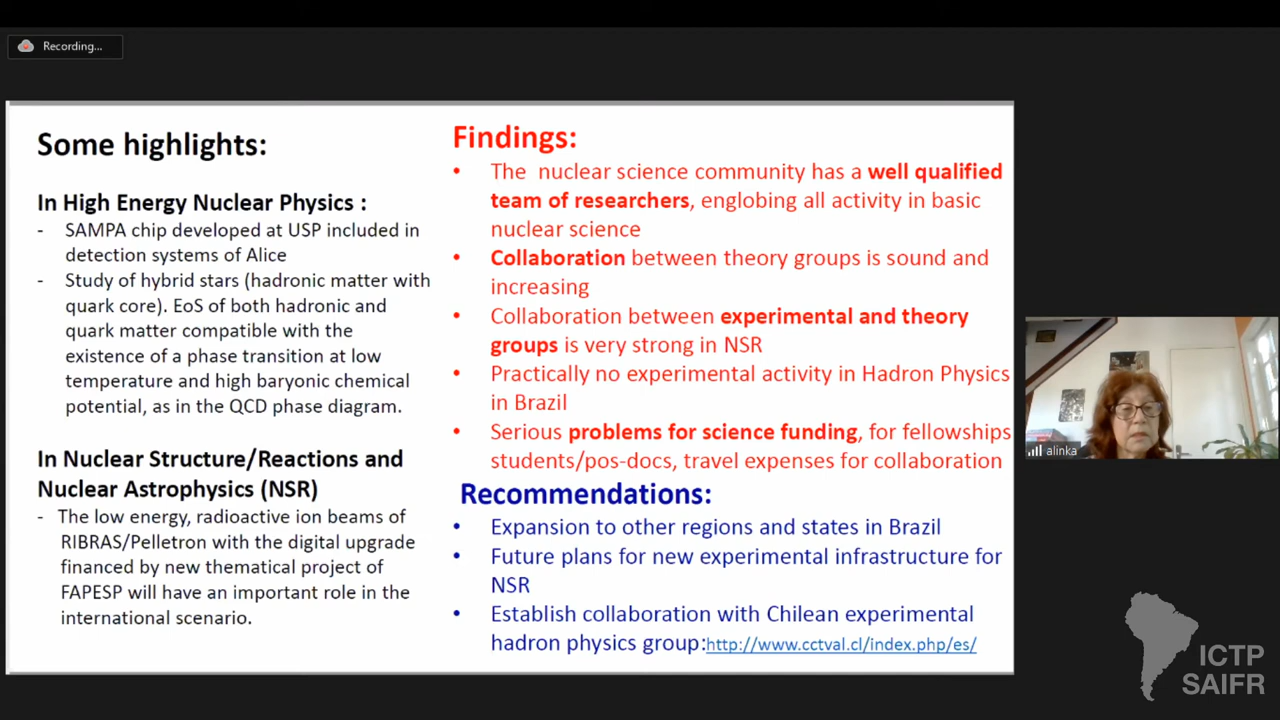 Recording...
Some highlights:
In High Energy Nuclear Physics :
- SAMPA chip developed at USP included in
detection systems of Alice
- Study of hybrid stars (hadronic matter with
quark core). EoS of both hadronic and
quark matter compatible with the
existence of a phase transition at low
temperature and high baryonic chemical
potential, as in the QCD phase diagram.
In Nuclear Structure/Reactions and
Nuclear Astrophysics (NSR)
- The low energy, radioactive ion beams of
RIBRAS/Pelletron with the digital upgrade
financed by new thematical project of
FAPESP will have an important role in the
international scenario.
Findings:
• The nuclear science community has a well qualified
team of researchers, englobing all activity in basic
nuclear science
• Collaboration between theory groups is sound and
increasing
• Collaboration between experimental and theory
groups is very strong in NSR
• Practically no experimental activity in Hadron Physics
in Brazil
• Serious problems for science funding, for fellowships
students/pos-docs, travel expenses for collaboration
Recommendations:
• Expansion to other regions and states in Brazil
• Future plans for new experimental infrastructure for
NSR
• Establish collaboration with Chilean experimental
hadron physics group:http://www.cctval.cl/index.php/es/
alinka
ICTP
SAIFR